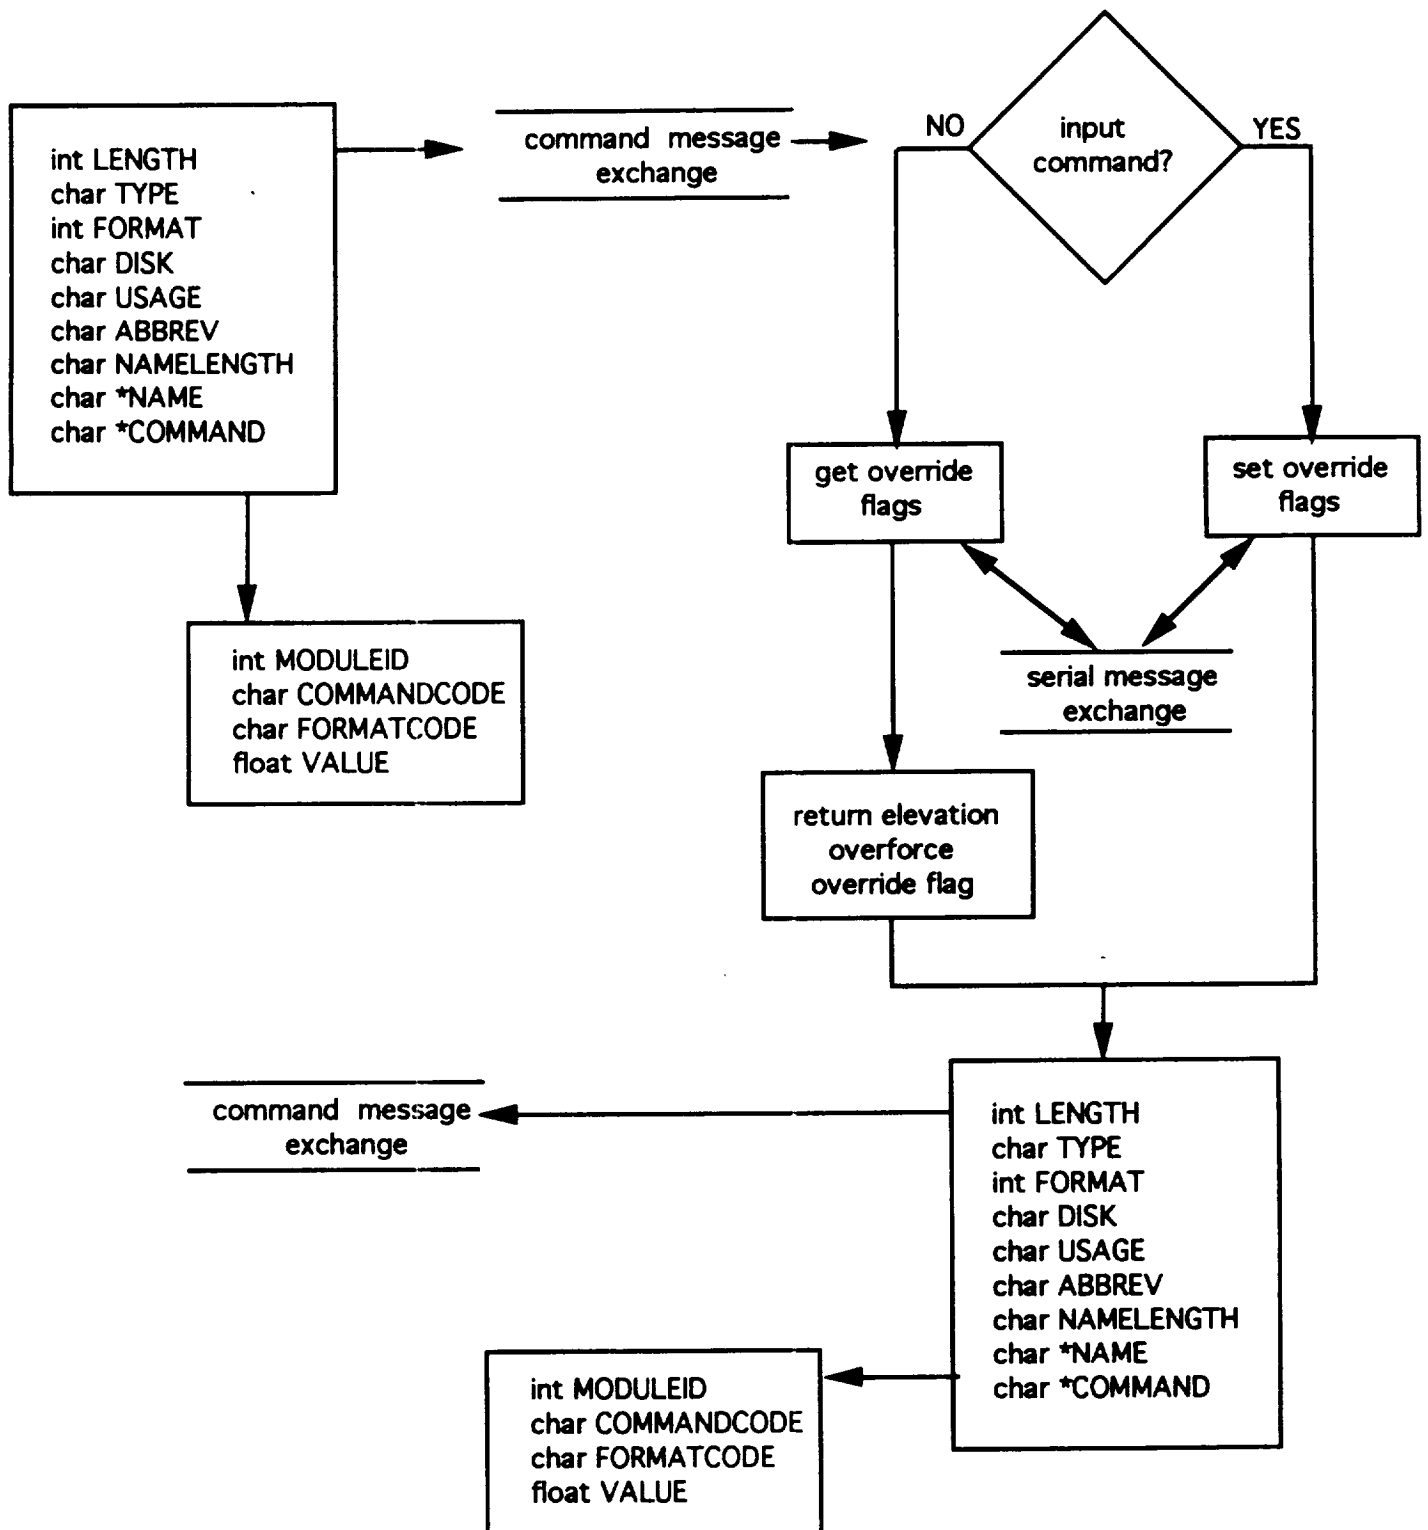 int LENGTH
char TYPE
int FORMAT
char DISK
char USAGE
char ABBREV
char NAMELENGTH
char *NAME
char *COMMAND
command message
exchange
NO
input
command?
YES
get override
flags
set override
flags
int MODULEID
char COMMANDCODE
char FORMATCODE
float VALUE
serial message
exchange
return elevation
overforce
override flag
command message
exchange
int LENGTH
char TYPE
int FORMAT
char DISK
char USAGE
char ABBREV
char NAMELENGTH
char *NAME
char *COMMAND
int MODULEID
char COMMANDCODE
char FORMATCODE
float VALUE